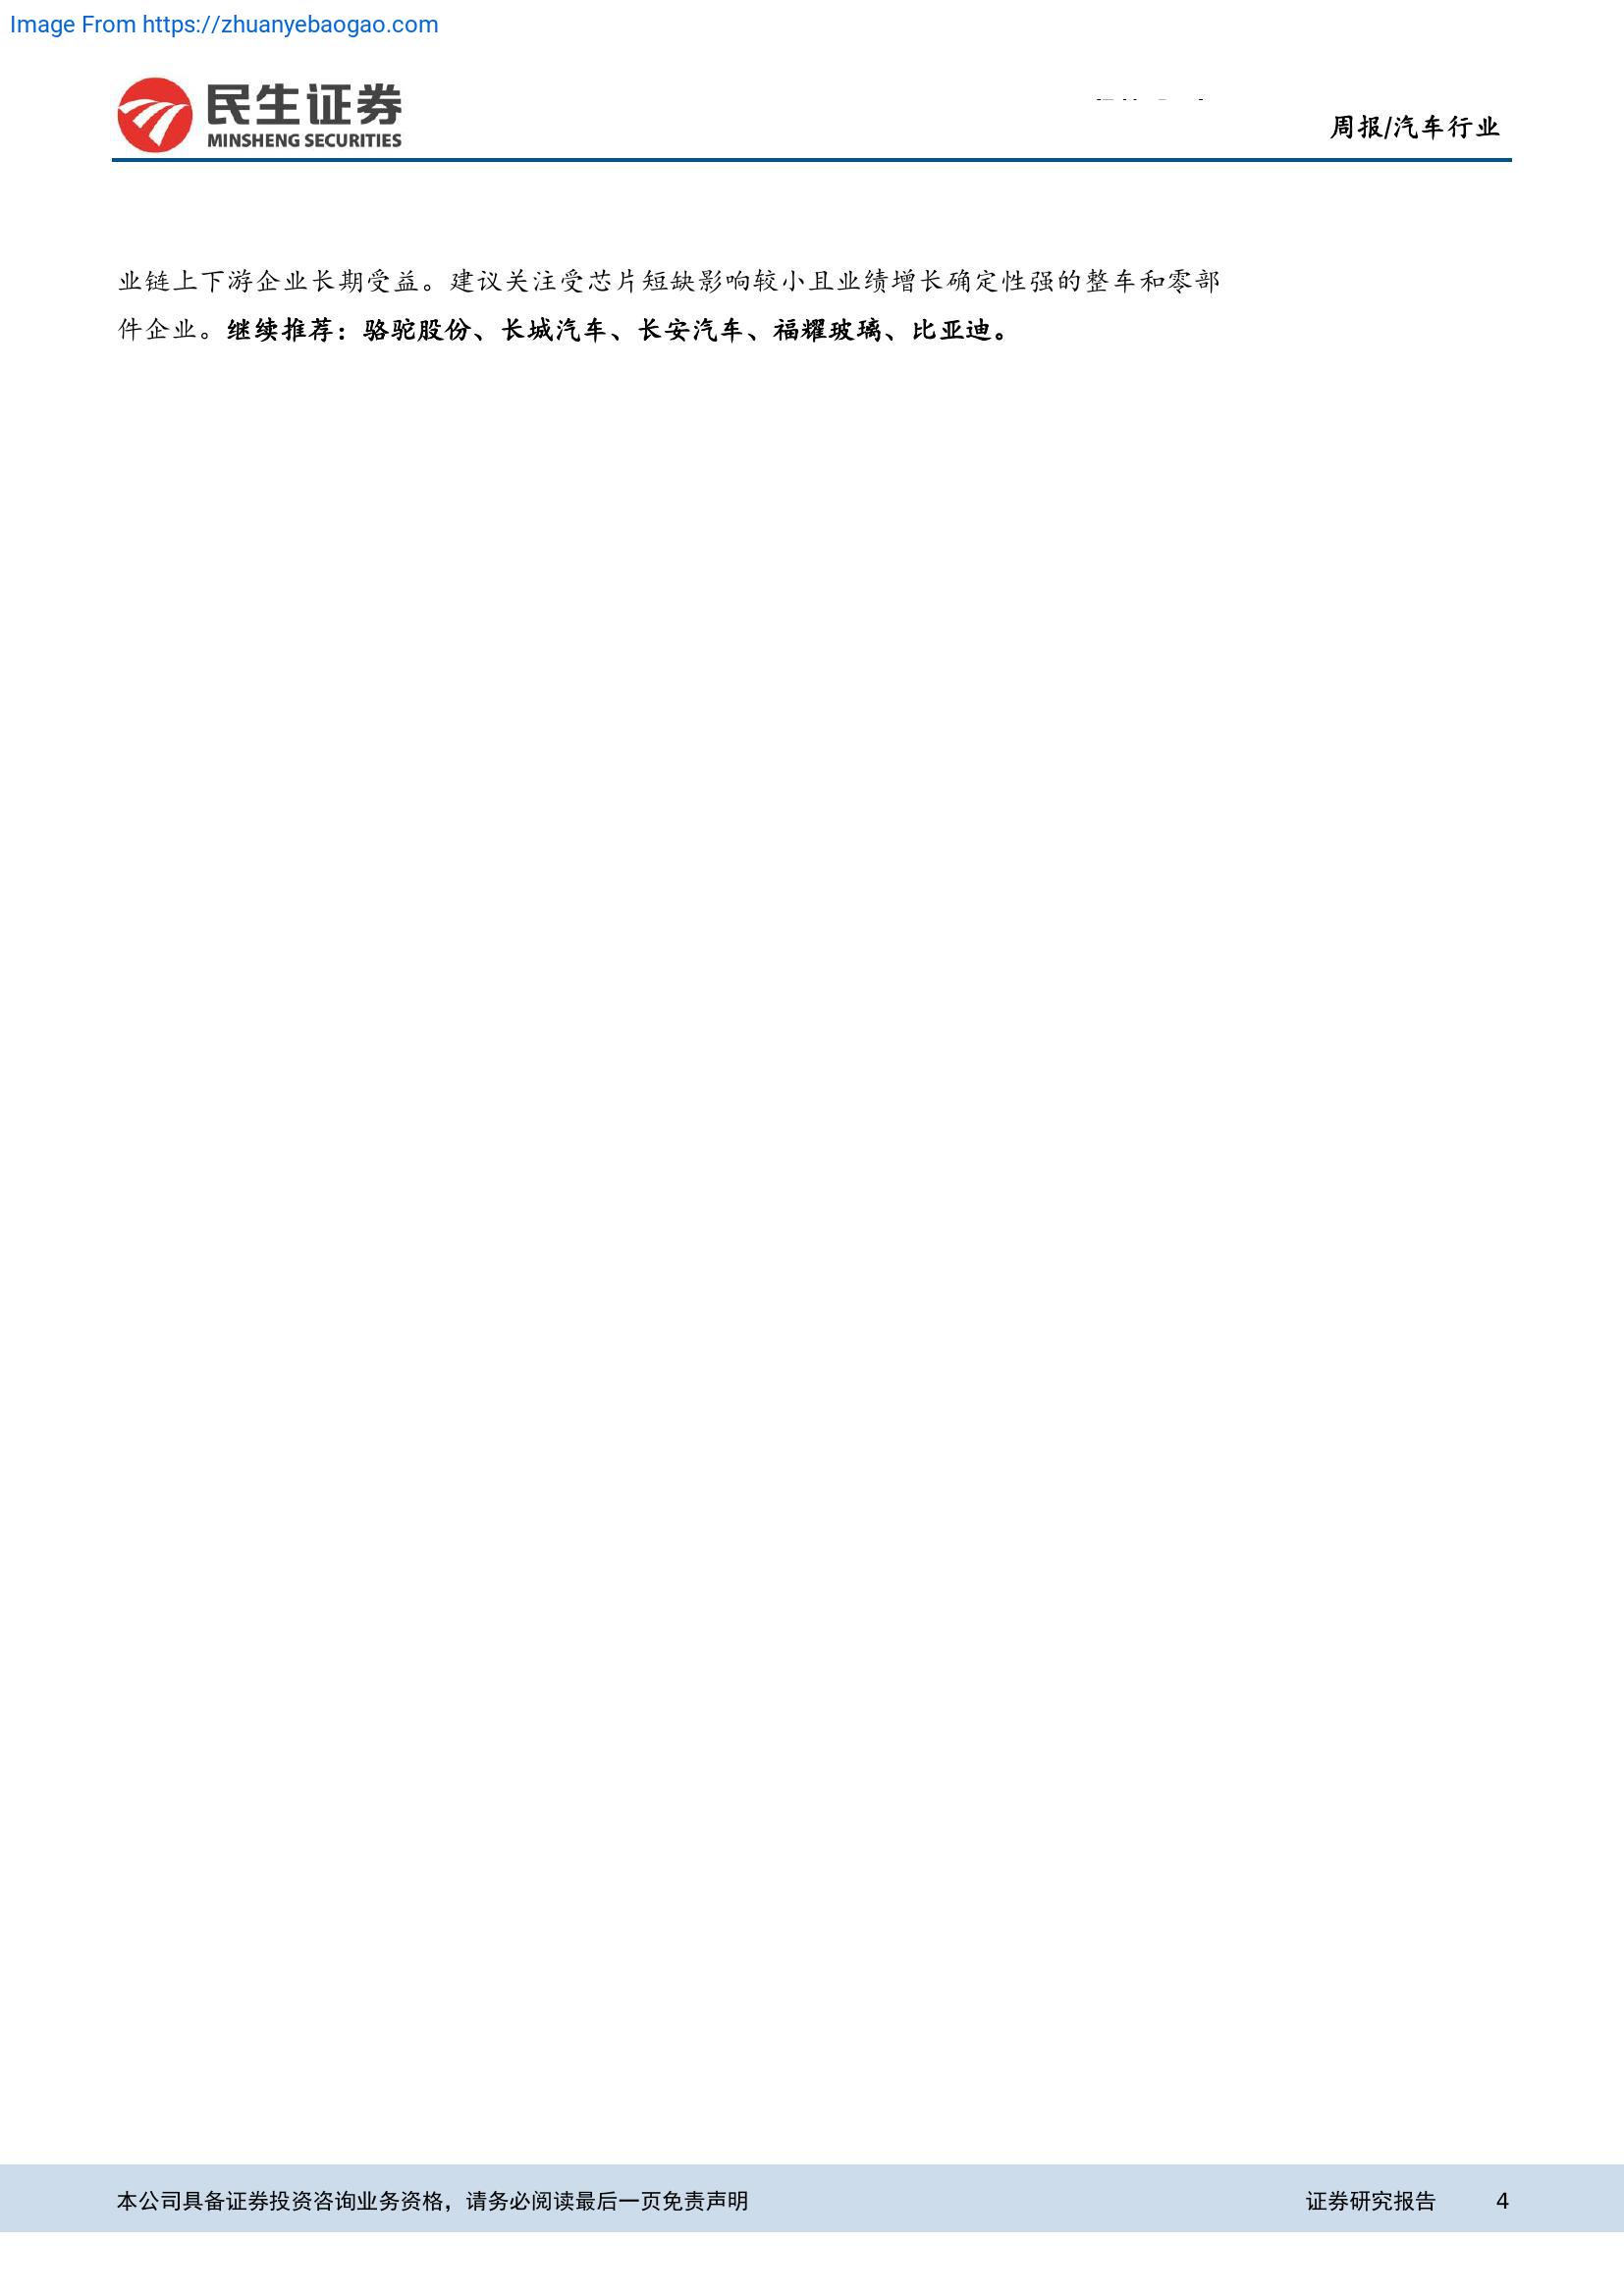 Image From https://zhuanyebaogao.com
民生证券
MINSHENG SECURITIES
周报/汽车行业
业链上下游企业长期受益。建议关注受芯片短缺影响较小且业绩增长确定性强的整车和零部
件企业。继续推荐：骆驼股份、长城汽车、长安汽车、福耀玻璃、比亚迪。
本公司具备证券投资咨询业务资格，请务必阅读最后一页免责声明
证券研究报告 4